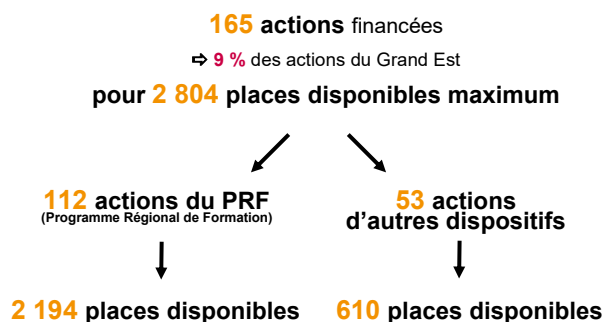 165 actions financées
⇨ 9 % des actions du Grand Est
pour 2 804 places disponibles maximum
112 actions du PRF
(Programme Régional de Formation)
53 actions
d'autres dispositifs
2 194 places disponibles
610 places disponibles